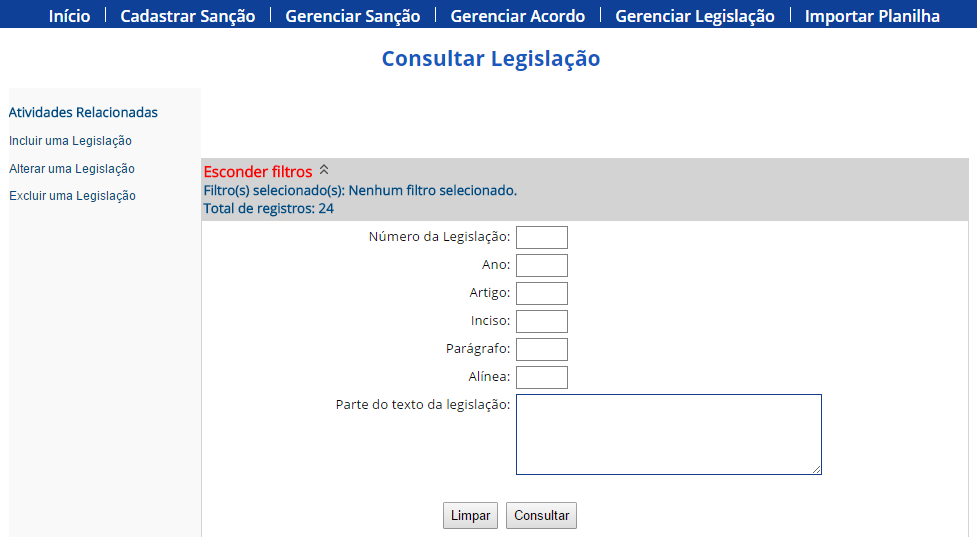 Início Cadastrar Sanção Gerenciar Sanção Gerenciar Acordo Gerenciar Legislação Importar Planilha
Consultar Legislação
Atividades Relacionadas
Incluir uma Legislação
Alterar uma Legislação
Excluir uma Legislação
Esconder filtros
Filtro(s) selecionado(s): Nenhum filtro selecionado.
Total de registros: 24
Número da Legislação:
Ano:
Artigo:
Inciso:
Parágrafo:
Alínea:
Parte do texto da legislação:
Limpar Consultar